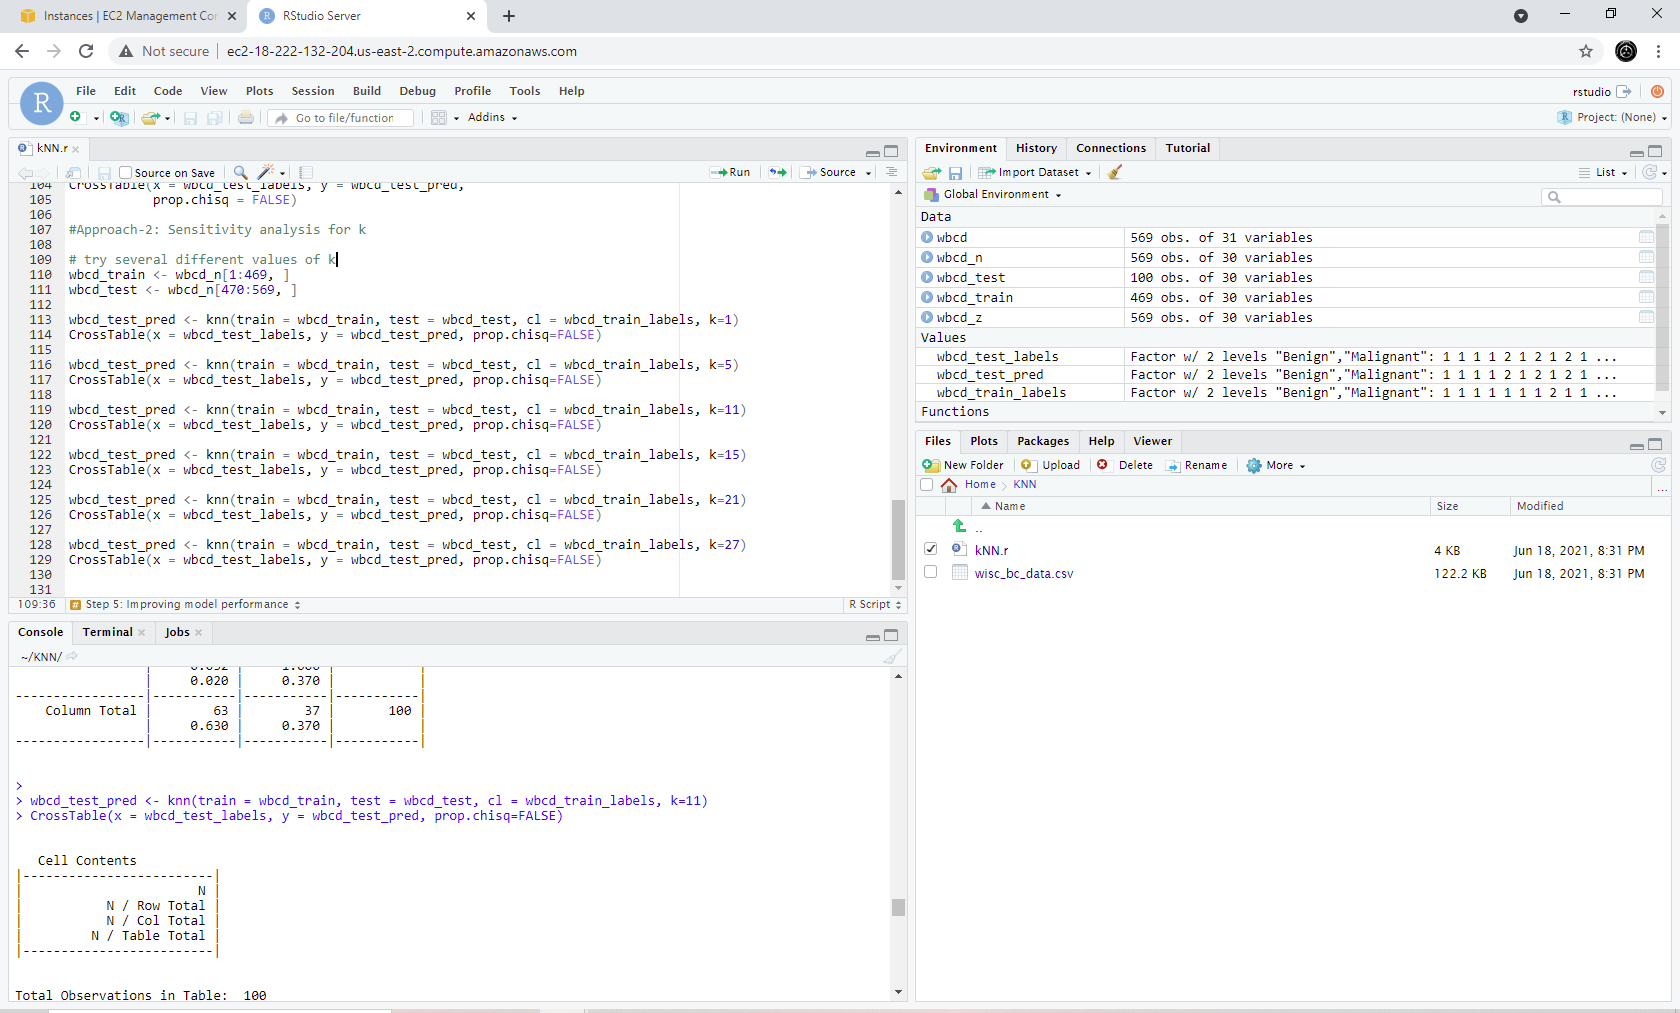 Instances | EC2 Management Con
RStudio Server
Not secure
ec2-18-222-132-204.us-east-2.compute.amazonaws.com
R
File Edit Code View Plots Session Build Debug Profile Tools Help
rstudio
Go to file/function
Addins
Project: (None)
kNN.r
Source on Save
Run
Source
104 CrossTable(x = wbcd_test_labels, y = wbcd_test_pred,
105 prop.chisq = FALSE)
106
107 #Approach-2: Sensitivity analysis for k
108
109 # try several different values of k
110 wbcd_train <- wbcd_n[1:469, ]
111 wbcd_test <- wbcd_n[470:569, ]
112
113 wbcd_test_pred <- knn(train = wbcd_train, test = wbcd_test, cl = wbcd_train_labels, k=1)
114 CrossTable(x = wbcd_test_labels, y = wbcd_test_pred, prop.chisq=FALSE)
115
116 wbcd_test_pred <- knn(train = wbcd_train, test = wbcd_test, cl = wbcd_train_labels, k=5)
117 CrossTable(x = wbcd_test_labels, y = wbcd_test_pred, prop.chisq=FALSE)
118
119 wbcd_test_pred <- knn(train = wbcd_train, test = wbcd_test, cl = wbcd_train_labels, k=11)
120 CrossTable(x = wbcd_test_labels, y = wbcd_test_pred, prop.chisq=FALSE)
121
122 wbcd_test_pred <- knn(train = wbcd_train, test = wbcd_test, cl = wbcd_train_labels, k=15)
123 CrossTable(x = wbcd_test_labels, y = wbcd_test_pred, prop.chisq=FALSE)
124
125 wbcd_test_pred <- knn(train = wbcd_train, test = wbcd_test, cl = wbcd_train_labels, k=21)
126 CrossTable(x = wbcd_test_labels, y = wbcd_test_pred, prop.chisq=FALSE)
127
128 wbcd_test_pred <- knn(train = wbcd_train, test = wbcd_test, cl = wbcd_train_labels, k=27)
129 CrossTable(x = wbcd_test_labels, y = wbcd_test_pred, prop.chisq=FALSE)
130
131
109:36 # Step 5: Improving model performance R Script
Console Terminal Jobs
~/KNN/
| 0.020 | 0.370 | |
-----------------|-----------|-----------|-----------|
Column Total | 63 | 37 | 100 |
| 0.630 | 0.370 | |
-----------------|-----------|-----------|-----------|
>
> wbcd_test_pred <- knn(train = wbcd_train, test = wbcd_test, cl = wbcd_train_labels, k=11)
> CrossTable(x = wbcd_test_labels, y = wbcd_test_pred, prop.chisq=FALSE)
Cell Contents
|-------------------------|
| N |
| N / Row Total |
| N / Col Total |
| N / Table Total |
|-------------------------|
Total Observations in Table: 100
Environment History Connections Tutorial
Import Dataset
List
Global Environment
Data
wbcd 569 obs. of 31 variables
wbcd_n 569 obs. of 30 variables
wbcd_test 100 obs. of 30 variables
wbcd_train 469 obs. of 30 variables
wbcd_z 569 obs. of 30 variables
Values
wbcd_test_labels Factor w/ 2 levels "Benign","Malignant": 1 1 1 1 2 1 2 1 2 1 ...
wbcd_test_pred Factor w/ 2 levels "Benign","Malignant": 1 1 1 1 2 1 2 1 2 1 ...
wbcd_train_labels Factor w/ 2 levels "Benign","Malignant": 1 1 1 1 1 1 1 2 1 1 ...
Functions
Files Plots Packages Help Viewer
New Folder Upload Delete Rename More
Home KNN ...
Name Size Modified
..
kNN.r 4 KB Jun 18, 2021, 8:31 PM
wisc_bc_data.csv 122.2 KB Jun 18, 2021, 8:31 PM